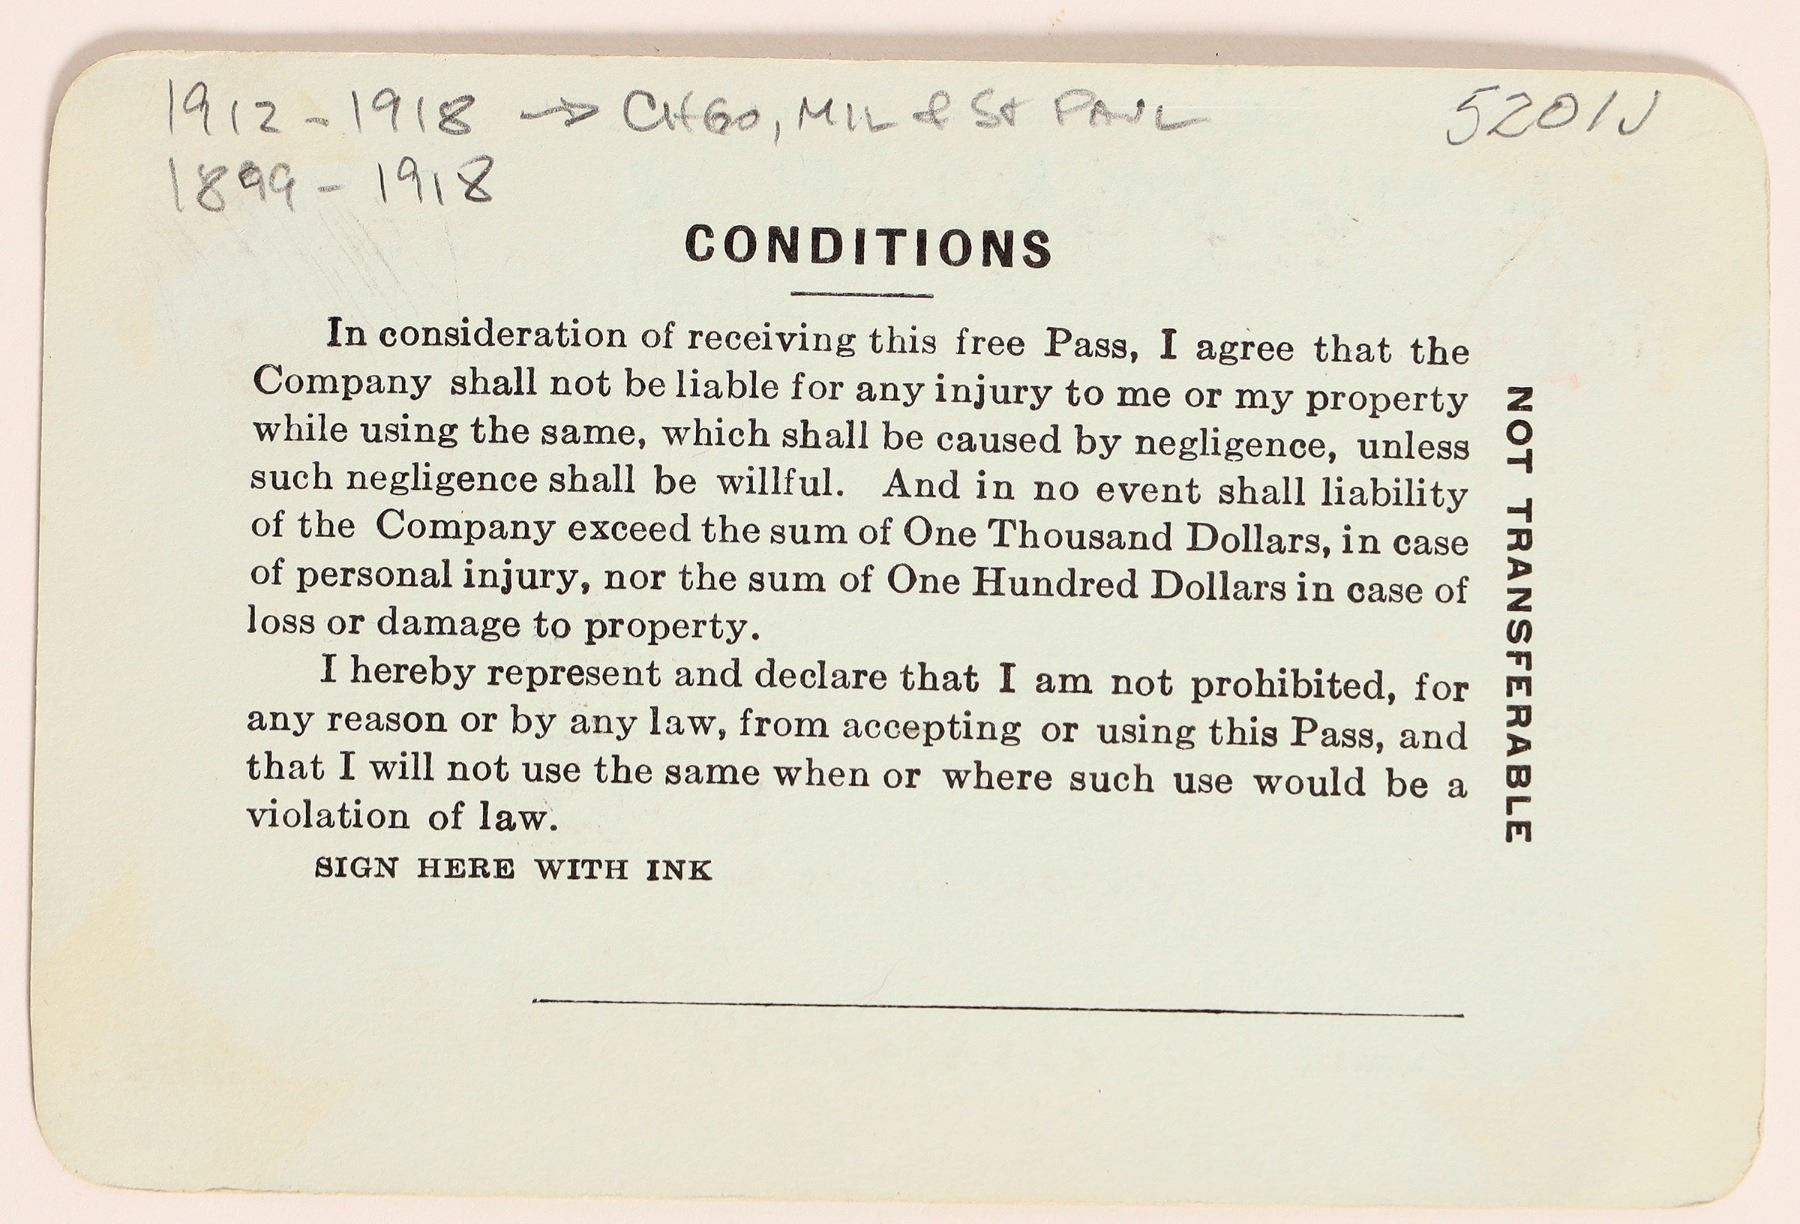 1912 - 1918 → CHGO, MIL & St PAUL
5201J
1899 - 1918
CONDITIONS
In consideration of receiving this free Pass, I agree that the
Company shall not be liable for any injury to me or my property
while using the same, which shall be caused by negligence, unless
such negligence shall be willful. And in no event shall liability
of the Company exceed the sum of One Thousand Dollars, in case
of personal injury, nor the sum of One Hundred Dollars in case of
loss or damage to property.
I hereby represent and declare that I am not prohibited, for
any reason or by any law, from accepting or using this Pass, and
that I will not use the same when or where such use would be a
violation of law.
SIGN HERE WITH INK
NOT TRANSFERABLE